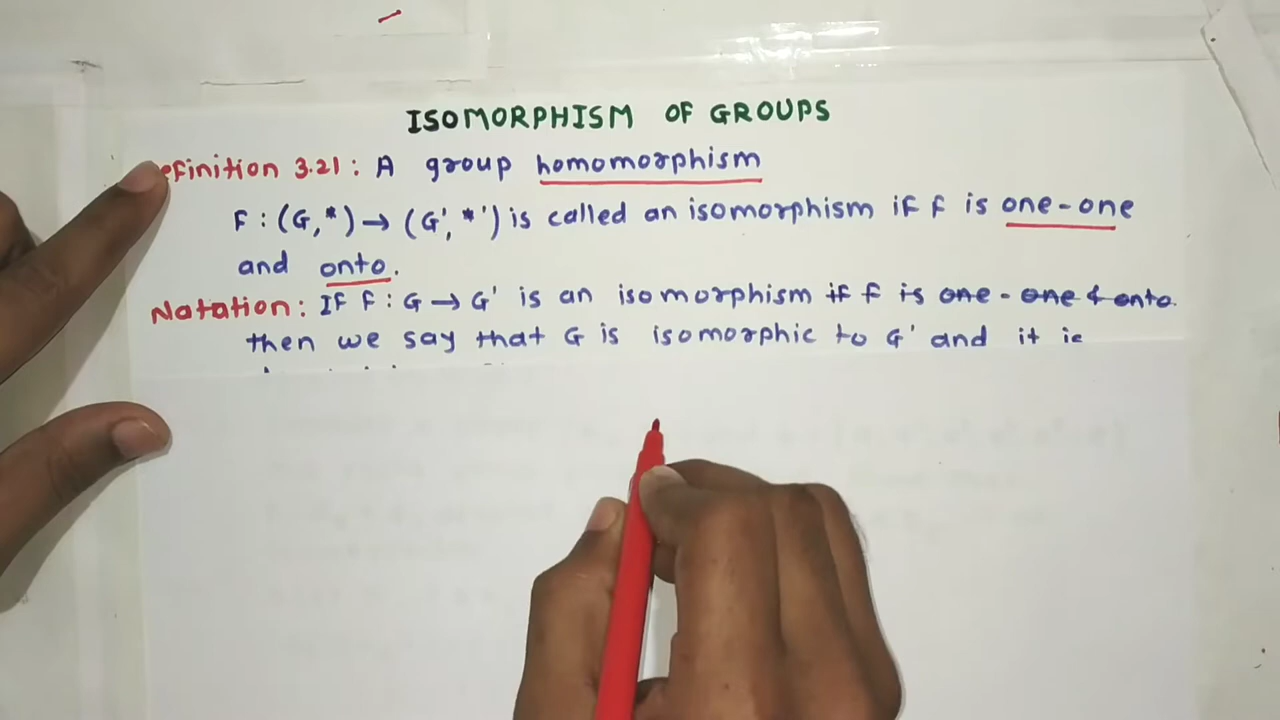 ISOMORPHISM OF GROUPS
efinition 3.21 : A group homomorphism
F : (G,*) → (G', *') is called an isomorphism if f is one-one
and onto.
Natation : If F : G → G' is an isomorphism if f is one-one & onto.
then we say that G is isomorphic to G' and it is